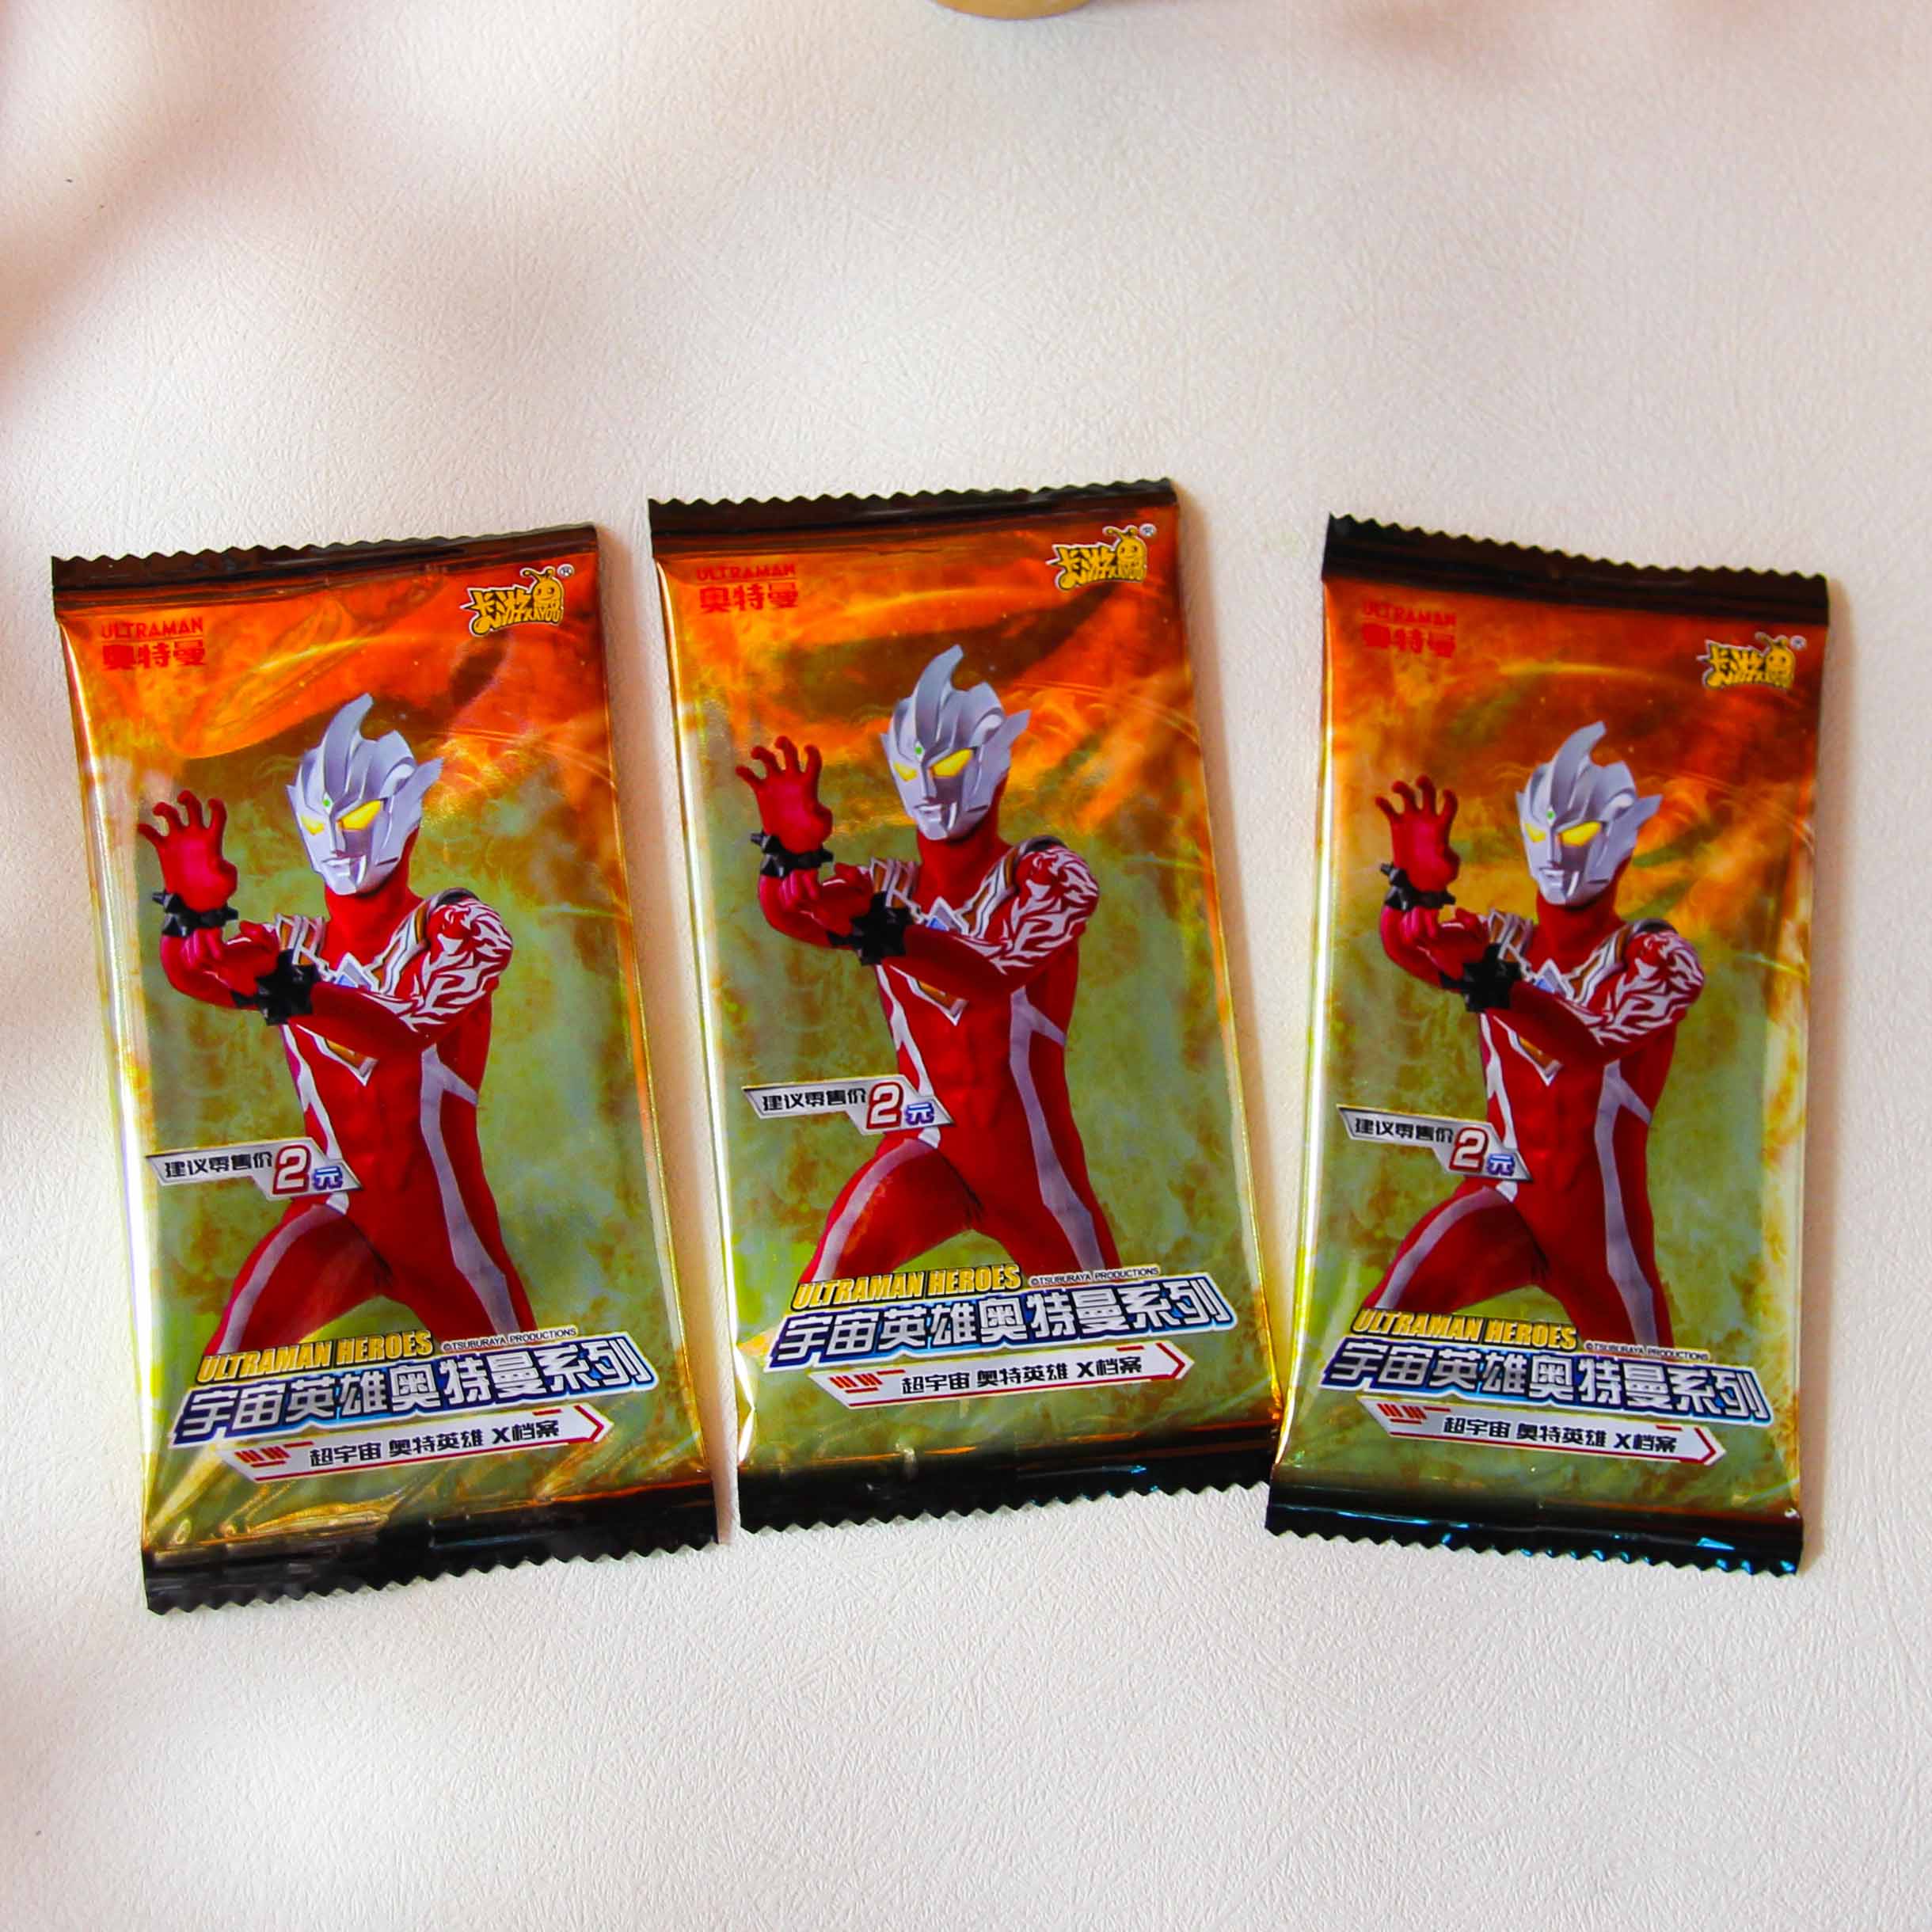 ULTRAMAN
奥特曼
卡游
KAYOU
®
建议零售价2元
ULTRAMAN HEROES ©TSUBURAYA PRODUCTIONS
宇宙英雄奥特曼系列
超宇宙 奥特英雄 X档案
ULTRAMAN
奥特曼
卡游
KAYOU
®
建议零售价2元
ULTRAMAN HEROES ©TSUBURAYA PRODUCTIONS
宇宙英雄奥特曼系列
超宇宙 奥特英雄 X档案
ULTRAMAN
奥特曼
卡游
KAYOU
®
建议零售价2元
ULTRAMAN HEROES ©TSUBURAYA PRODUCTIONS
宇宙英雄奥特曼系列
超宇宙 奥特英雄 X档案